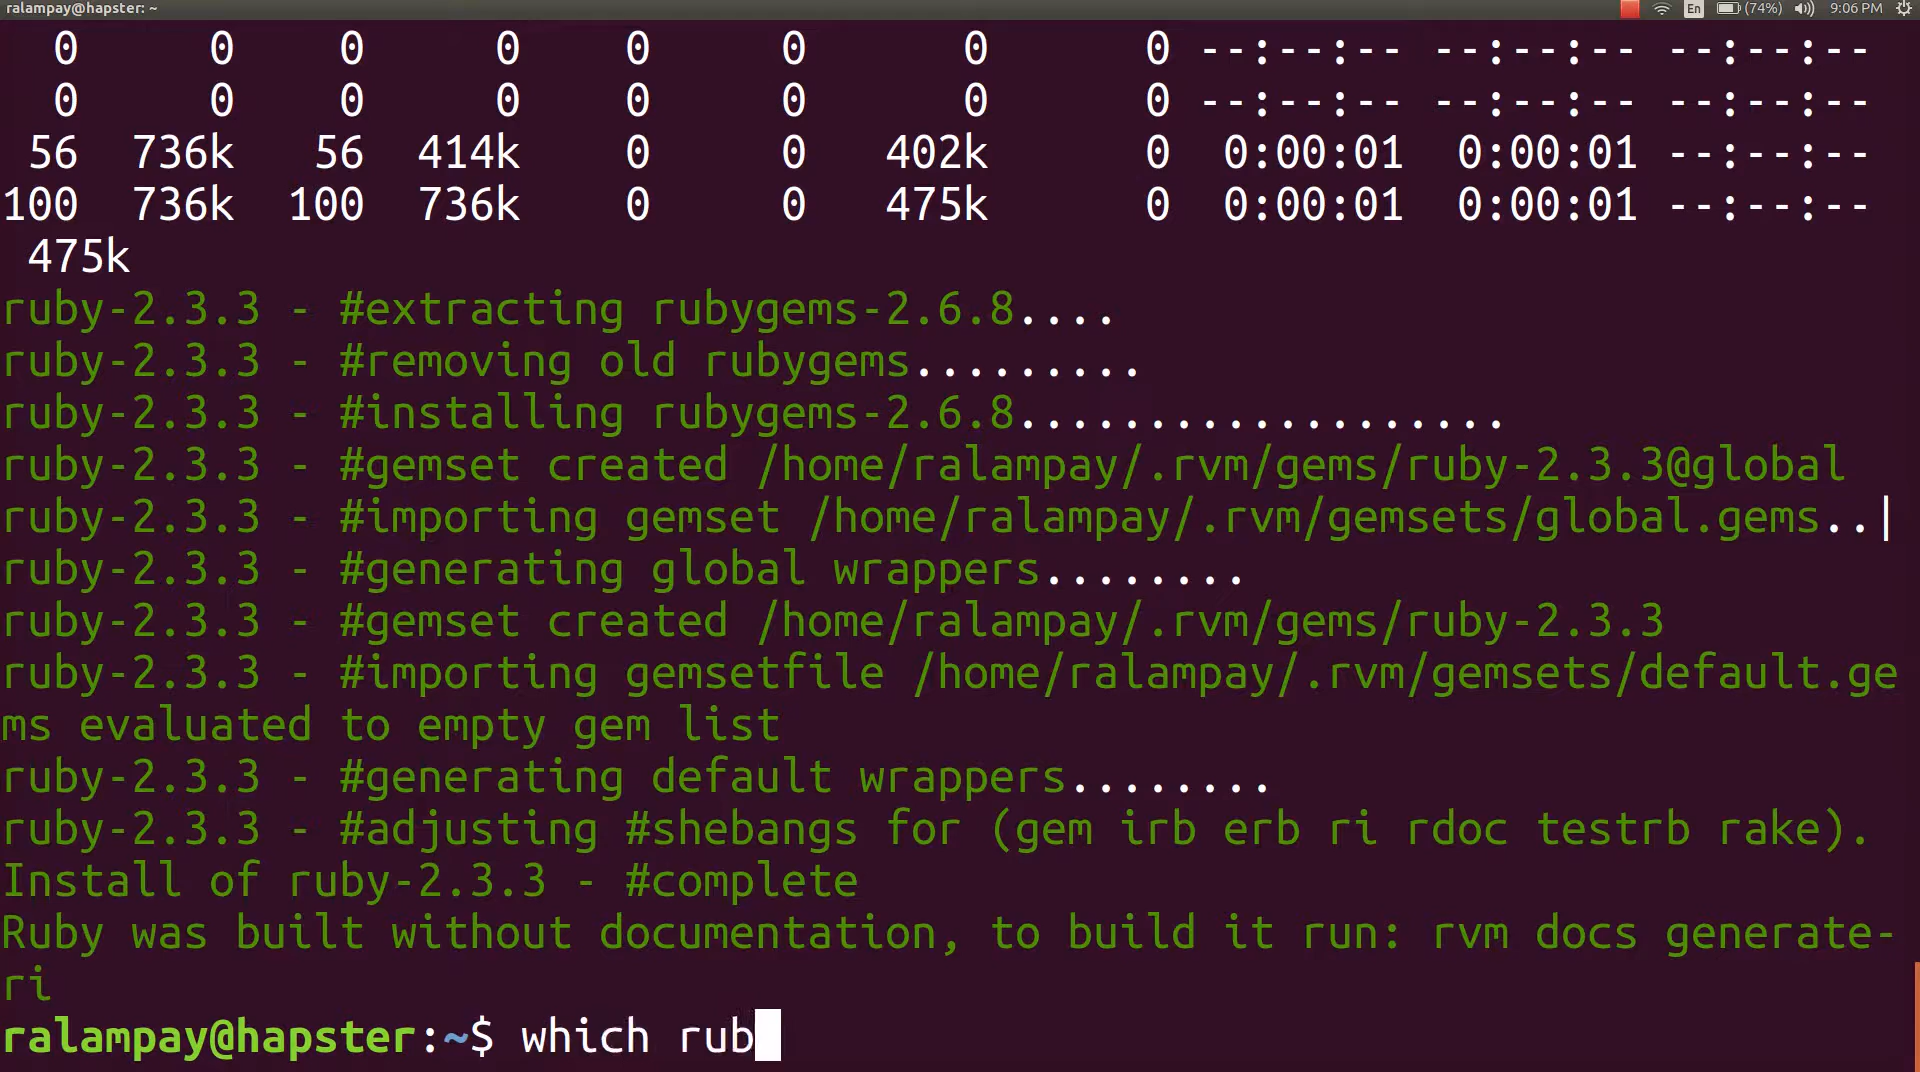 ralampay@hapster: ~ En (74%) 9:06 PM
0 0 0 0 0 0 0 0 --:--:-- --:--:-- --:--:--
0 0 0 0 0 0 0 0 --:--:-- --:--:-- --:--:--
56 736k 56 414k 0 0 402k 0 0:00:01 0:00:01 --:--:--
100 736k 100 736k 0 0 475k 0 0:00:01 0:00:01 --:--:--
475k
ruby-2.3.3 - #extracting rubygems-2.6.8....
ruby-2.3.3 - #removing old rubygems.........
ruby-2.3.3 - #installing rubygems-2.6.8...................
ruby-2.3.3 - #gemset created /home/ralampay/.rvm/gems/ruby-2.3.3@global
ruby-2.3.3 - #importing gemset /home/ralampay/.rvm/gemsets/global.gems..|
ruby-2.3.3 - #generating global wrappers........
ruby-2.3.3 - #gemset created /home/ralampay/.rvm/gems/ruby-2.3.3
ruby-2.3.3 - #importing gemsetfile /home/ralampay/.rvm/gemsets/default.ge
ms evaluated to empty gem list
ruby-2.3.3 - #generating default wrappers........
ruby-2.3.3 - #adjusting #shebangs for (gem irb erb ri rdoc testrb rake).
Install of ruby-2.3.3 - #complete
Ruby was built without documentation, to build it run: rvm docs generate-
ri
ralampay@hapster:~$ which rub